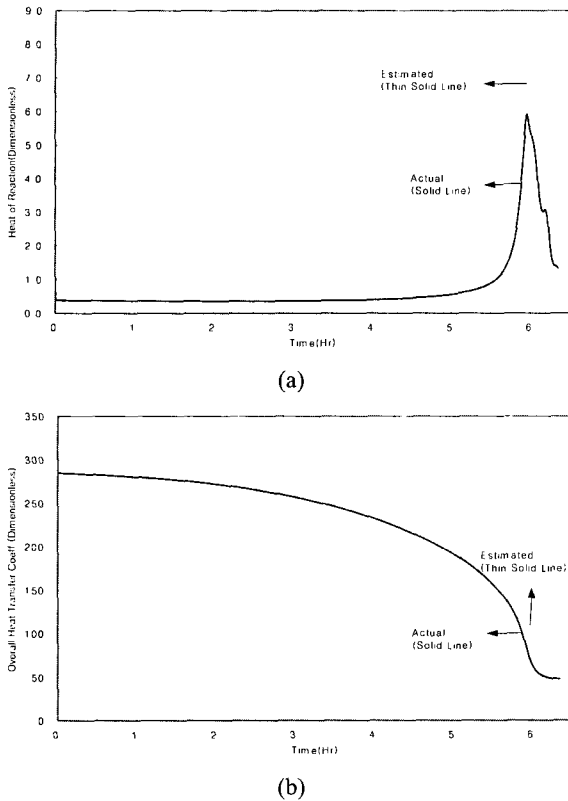 9 0
8 0
7 0
6 0
5 0
4 0
3 0
2 0
1 0
0 0
Heat of Reaction(Dimensionless)
Estimated
(Thin Solid Line)
Actual
(Solid Line)
0 1 2 3 4 5 6
Time(Hr)
(a)
350
300
250
200
150
100
50
0
Overall Heat Transfer Coeff (Dimensionless)
Estimated
(Thin Solid Line)
Actual
(Solid Line)
0 1 2 3 4 5 6
Time(Hr)
(b)